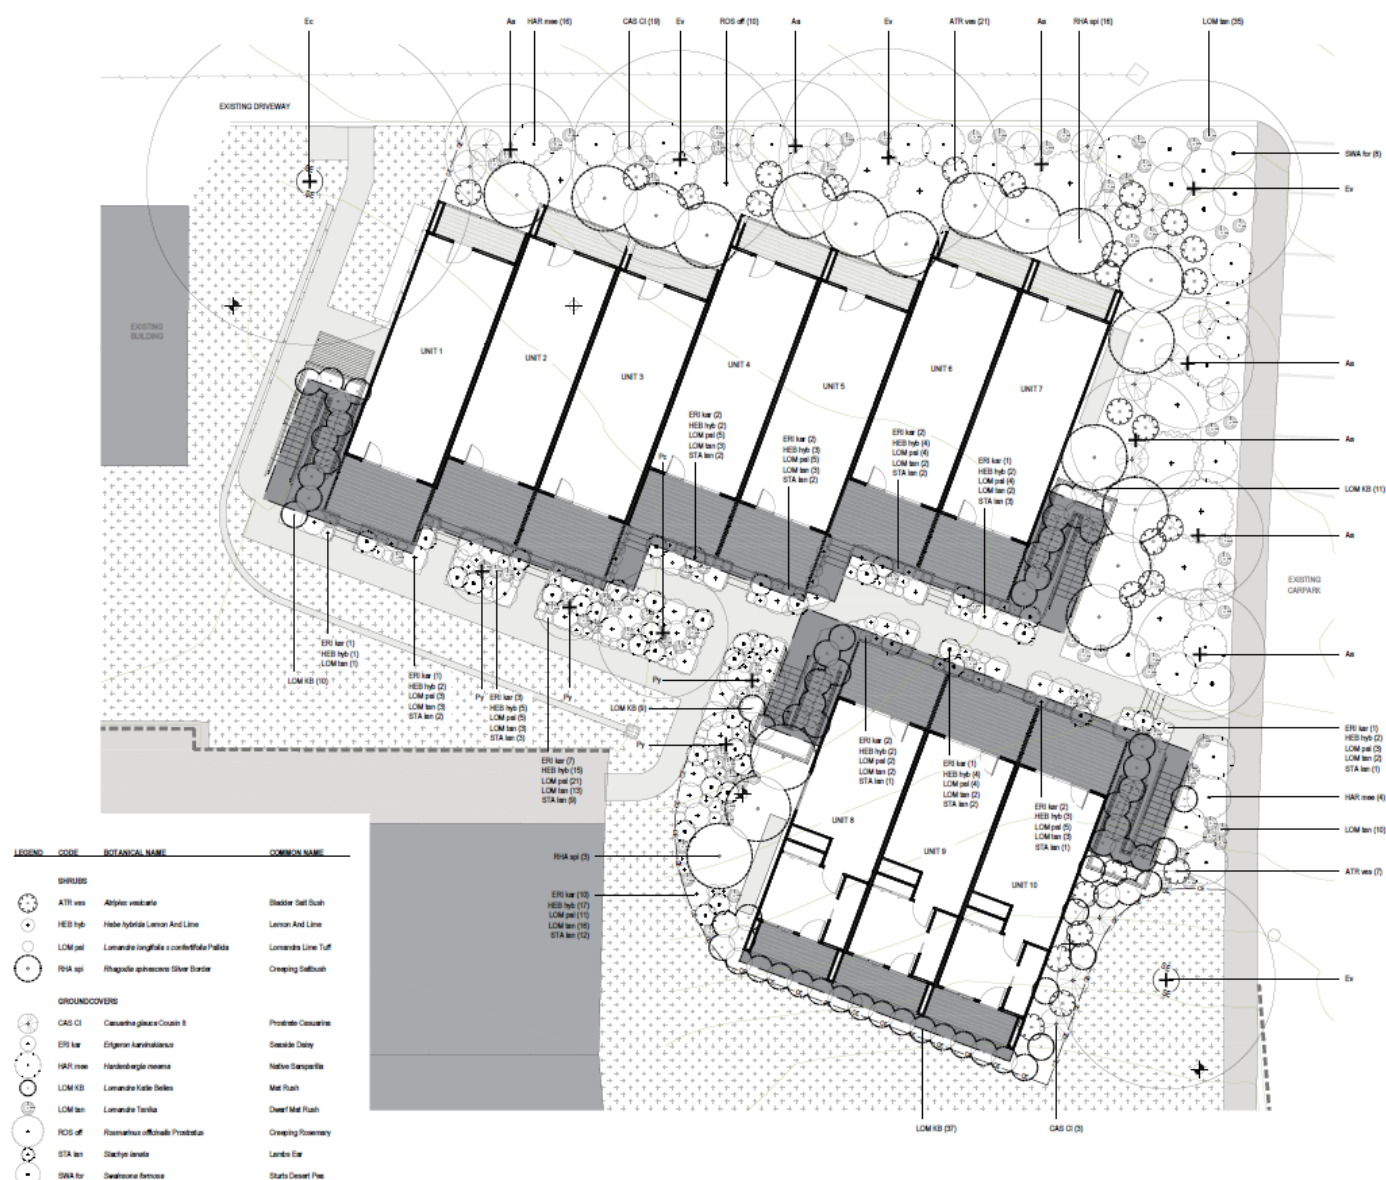 Ec
Aa
HAR mee (16)
CAS CI (19)
Ev
ROS off (10)
Aa
Ev
ATR ves (21)
Aa
RHA spi (16)
LOM tan (35)
EXISTING DRIVEWAY
SWA for (8)
Ev
EXISTING
BUILDING
UNIT 1
UNIT 2
UNIT 3
UNIT 4
UNIT 5
UNIT 6
UNIT 7
Aa
ERI kar (2)
HEB hyb (2)
LOM pal (5)
LOM tan (3)
STA lan (2)
Pc
ERI kar (2)
HEB hyb (3)
LOM pal (5)
LOM tan (3)
STA lan (2)
ERI kar (2)
HEB hyb (4)
LOM pal (4)
LOM tan (2)
STA lan (2)
ERI kar (1)
HEB hyb (2)
LOM pal (4)
LOM tan (2)
STA lan (3)
Aa
LOM KB (11)
Aa
EXISTING
CARPARK
ERI kar (1)
HEB hyb (1)
LOM tan (1)
LOM KB (10)
Aa
ERI kar (1)
HEB hyb (2)
LOM pal (3)
LOM tan (3)
STA lan (2)
Py
ERI kar (3)
HEB hyb (5)
LOM pal (5)
LOM tan (3)
STA lan (3)
Py
Py
LOM KB (9)
Py
ERI kar (7)
HEB hyb (15)
LOM pal (21)
LOM tan (13)
STA lan (9)
ERI kar (2)
HEB hyb (2)
LOM pal (2)
LOM tan (2)
STA lan (1)
ERI kar (1)
HEB hyb (4)
LOM pal (4)
LOM tan (2)
STA lan (2)
ERI kar (2)
HEB hyb (3)
LOM pal (5)
LOM tan (3)
STA lan (1)
ERI kar (1)
HEB hyb (2)
LOM pal (3)
LOM tan (2)
STA lan (1)
HAR mee (4)
LOM tan (10)
ATR ves (7)
UNIT 8
UNIT 9
UNIT 10
RHA spi (3)
ERI kar (10)
HEB hyb (17)
LOM pal (11)
LOM tan (16)
STA lan (12)
Ev
LOM KB (37)
CAS CI (3)
LEGEND CODE BOTANICAL NAME COMMON NAME
SHRUBS
ATR ves Atriplex vesicaria Bladder Salt Bush
HEB hyb Hebe hybrida Lemon And Lime Lemon And Lime
LOM pal Lomandra longifolia x confertifolia Pallida Lomandra Lime Tuff
RHA spi Rhagodia spinescens Silver Border Creeping Saltbush
GROUNDCOVERS
CAS CI Casuarina glauca Cousin It Prostrate Casuarina
ERI kar Erigeron karvinskianus Seaside Daisy
HAR mee Hardenbergia meema Native Sarsparilla
LOM KB Lomandra Katie Belles Mat Rush
LOM tan Lomandra Tanika Dwarf Mat Rush
ROS off Rosmarinus officinalis Prostratus Creeping Rosemary
STA lan Stachys lanata Lambs Ear
SWA for Swainsona formosa Sturts Desert Pea